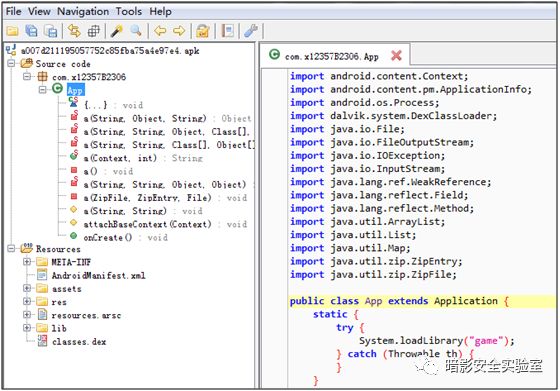 File View Navigation Tools Help
a007d211195057752c85fba75a4e97e4.apk
Source code
com.x12357B2306
App
{...} : void
a(String, Object, String) : Object
a(String, String, Object, Class[], Object[
a(String, String, Class[], Object[]
a(Context, int) : String
a() : void
a(String, String, Object, Object) : void
a(ZipFile, ZipEntry, File) : void
a(String, String) : void
attachBaseContext(Context) : void
onCreate() : void
Resources
META-INF
AndroidManifest.xml
assets
res
resources.arsc
lib
classes.dex
com.x12357B2306.App
import android.content.Context;
import android.content.pm.ApplicationInfo;
import android.os.Process;
import dalvik.system.DexClassLoader;
import java.io.File;
import java.io.FileOutputStream;
import java.io.IOException;
import java.io.InputStream;
import java.lang.ref.WeakReference;
import java.lang.reflect.Field;
import java.lang.reflect.Method;
import java.util.ArrayList;
import java.util.List;
import java.util.Map;
import java.util.zip.ZipEntry;
import java.util.zip.ZipFile;
public class App extends Application {
static {
try {
System.loadLibrary("game");
} catch (Throwable th) {
}
}
暗影安全实验室